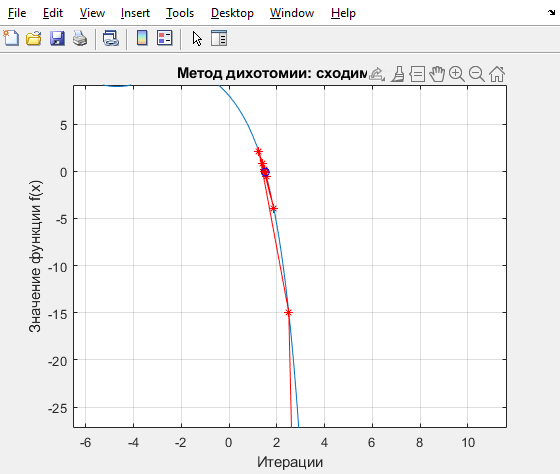 File Edit View Insert Tools Desktop Window Help
Метод дихотомии: сходим
5
0
-5
-10
-15
-20
-25
Значение функции f(x)
-6 -4 -2 0 2 4 6 8 10
Итерации